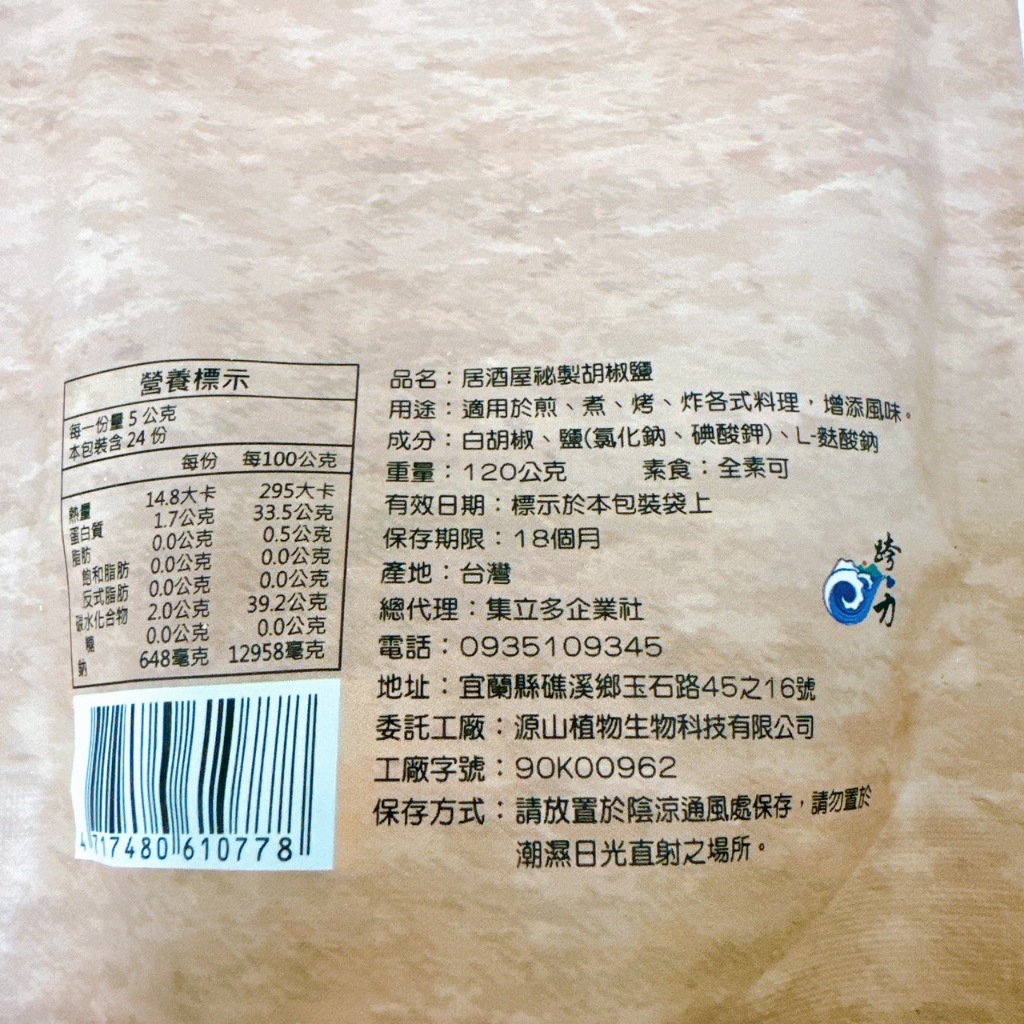 營養標示
每一份量 5 公克
本包裝含 24 份
每份 每100公克
熱量 14.8大卡 295大卡
蛋白質 1.7公克 33.5公克
脂肪 0.0公克 0.5公克
飽和脂肪 0.0公克 0.0公克
反式脂肪 0.0公克 0.0公克
碳水化合物 2.0公克 39.2公克
糖 0.0公克 0.0公克
鈉 648毫克 12958毫克
4 717480 610778
品名：居酒屋祕製胡椒鹽
用途：適用於煎、煮、烤、炸各式料理，增添風味。
成分：白胡椒、鹽(氯化鈉、碘酸鉀)、L-麩酸鈉
重量：120公克 素食：全素可
有效日期：標示於本包裝袋上
保存期限：18個月
產地：台灣
總代理：集立多企業社
電話：0935109345
地址：宜蘭縣礁溪鄉玉石路45之16號
委託工廠：源山植物生物科技有限公司
工廠字號：90K00962
保存方式：請放置於陰涼通風處保存，請勿置於
潮濕日光直射之場所。